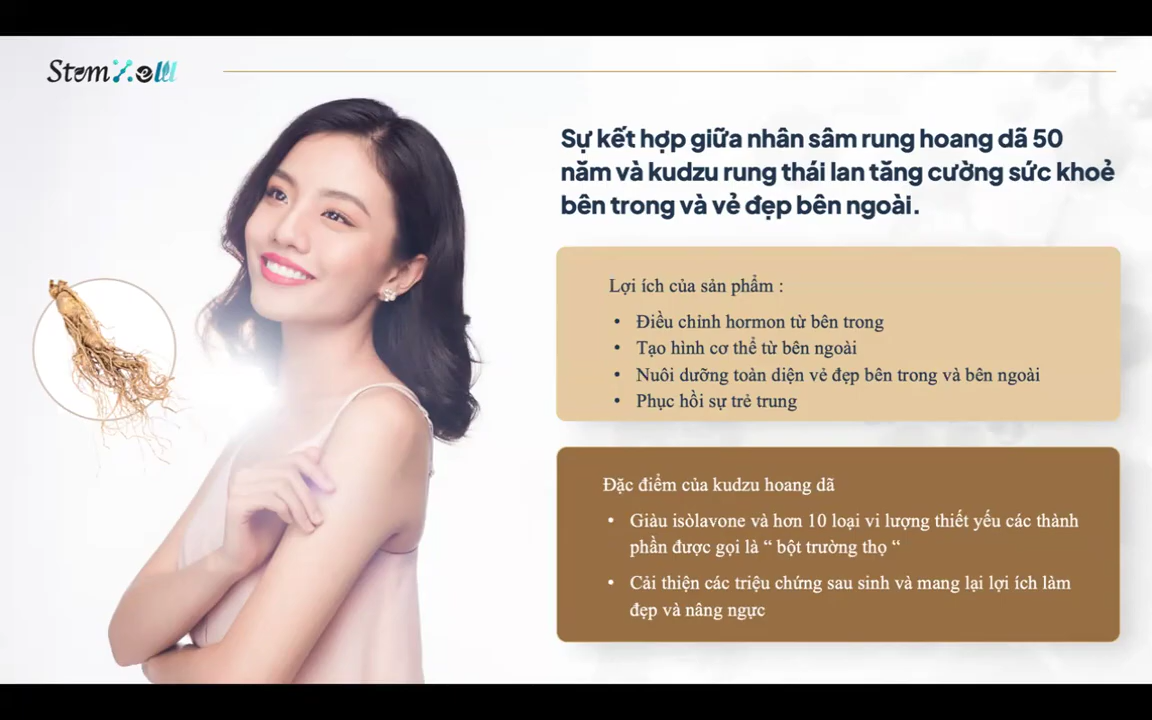 StemXell
Sự kết hợp giữa nhân sâm rung hoang dã 50
năm và kudzu rung thái lan tăng cường sức khoẻ
bên trong và vẻ đẹp bên ngoài.
Lợi ích của sản phẩm :
• Điều chỉnh hormon từ bên trong
• Tạo hình cơ thể từ bên ngoài
• Nuôi dưỡng toàn diện vẻ đẹp bên trong và bên ngoài
• Phục hồi sự trẻ trung
Đặc điểm của kudzu hoang dã
• Giàu isòlavone và hơn 10 loại vi lượng thiết yếu các thành
phần được gọi là “ bột trường thọ “
• Cải thiện các triệu chứng sau sinh và mang lại lợi ích làm
đẹp và nâng ngực